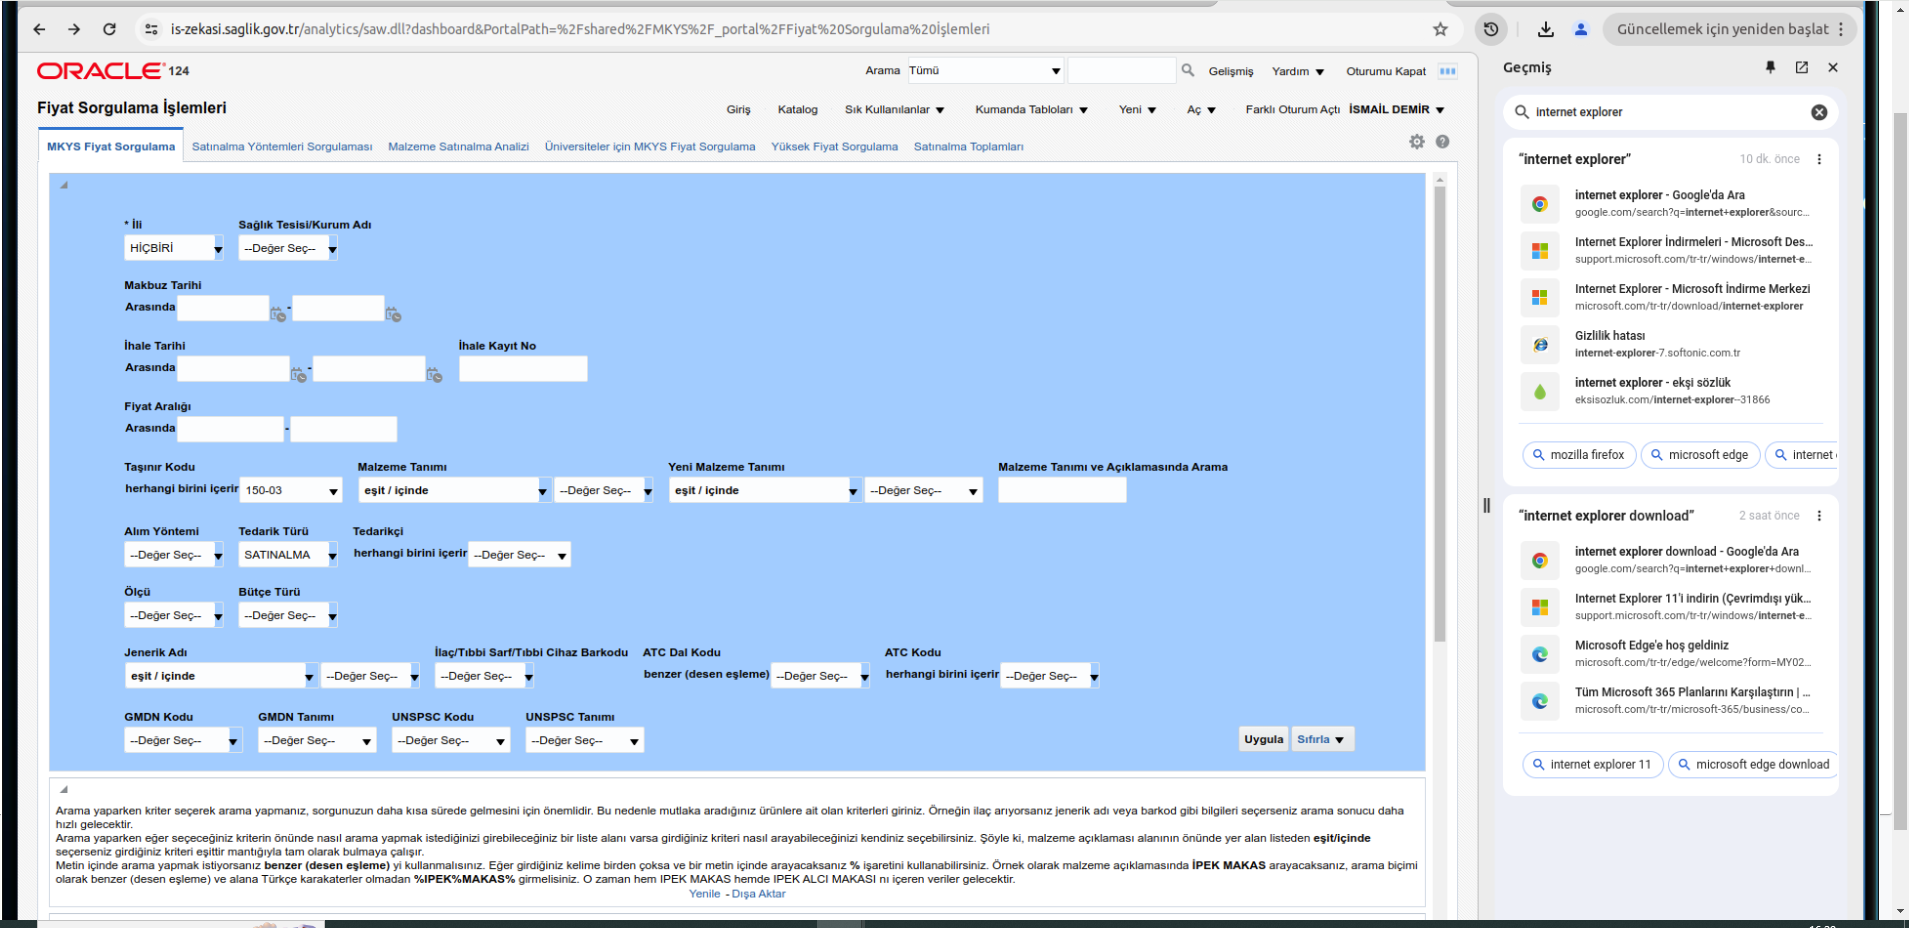 is-zekasi.saglik.gov.tr/analytics/saw.dll?dashboard&PortalPath=%2Fshared%2FMKYS%2F_portal%2FFiyat%20Sorgulama%20İşlemleri
Güncellemek için yeniden başlat
ORACLE 124
Arama Tümü Gelişmiş Yardım Oturumu Kapat
Fiyat Sorgulama İşlemleri
Giriş Katalog Sık Kullanılanlar Kumanda Tabloları Yeni Aç Farklı Oturum Açtı İSMAİL DEMİR
MKYS Fiyat Sorgulama Satınalma Yöntemleri Sorgulaması Malzeme Satınalma Analizi Üniversiteler için MKYS Fiyat Sorgulama Yüksek Fiyat Sorgulama Satınalma Toplamları
* İli Sağlık Tesisi/Kurum Adı
HİÇBİRİ --Değer Seç--
Makbuz Tarihi
Arasında -
İhale Tarihi İhale Kayıt No
Arasında -
Fiyat Aralığı
Arasında -
Taşınır Kodu Malzeme Tanımı Yeni Malzeme Tanımı Malzeme Tanımı ve Açıklamasında Arama
herhangi birini içerir 150-03 eşit / içinde --Değer Seç-- eşit / içinde --Değer Seç--
Alım Yöntemi Tedarik Türü Tedarikçi
--Değer Seç-- SATINALMA herhangi birini içerir --Değer Seç--
Ölçü Bütçe Türü
--Değer Seç-- --Değer Seç--
Jenerik Adı İlaç/Tıbbi Sarf/Tıbbi Cihaz Barkodu ATC Dal Kodu ATC Kodu
eşit / içinde --Değer Seç-- --Değer Seç-- benzer (desen eşleme) --Değer Seç-- herhangi birini içerir --Değer Seç--
GMDN Kodu GMDN Tanımı UNSPSC Kodu UNSPSC Tanımı
--Değer Seç-- --Değer Seç-- --Değer Seç-- --Değer Seç-- Uygula Sıfırla
Arama yaparken kriter seçerek arama yapmanız, sorgunuzun daha kısa sürede gelmesini için önemlidir. Bu nedenle mutlaka aradığınız ürünlere ait olan kriterleri giriniz. Örneğin ilaç arıyorsanız jenerik adı veya barkod gibi bilgileri seçerseniz arama sonucu daha
hızlı gelecektir.
Arama yaparken eğer seçeceğiniz kriterin önünde nasıl arama yapmak istediğinizi girebileceğiniz bir liste alanı varsa girdiğiniz kriteri nasıl arayabileceğinizi kendiniz seçebilirsiniz. Şöyle ki, malzeme açıklaması alanının önünde yer alan listeden eşit/içinde
seçerseniz girdiğiniz kriteri eşittir mantığıyla tam olarak bulmaya çalışır.
Metin içinde arama yapmak istiyorsanız benzer (desen eşleme) yi kullanmalısınız. Eğer girdiğiniz kelime birden çoksa ve bir metin içinde arayacaksanız % işaretini kullanabilirsiniz. Örnek olarak malzeme açıklamasında İPEK MAKAS arayacaksanız, arama biçimi
olarak benzer (desen eşleme) ve alana Türkçe karakaterler olmadan %IPEK%MAKAS% girmelisiniz. O zaman hem IPEK MAKAS hemde IPEK ALCI MAKASI nı içeren veriler gelecektir.
Yenile - Dışa Aktar
Geçmiş
internet explorer
“internet explorer” 10 dk. önce
internet explorer - Google'da Ara
google.com/search?q=internet+explorer&sourc...
Internet Explorer İndirmeleri - Microsoft Des...
support.microsoft.com/tr-tr/windows/internet-e...
Internet Explorer - Microsoft İndirme Merkezi
microsoft.com/tr-tr/download/internet-explorer
Gizlilik hatası
internet-explorer-7.softonic.com.tr
internet explorer - ekşi sözlük
eksisozluk.com/internet-explorer--31866
mozilla firefox microsoft edge internet
“internet explorer download” 2 saat önce
internet explorer download - Google'da Ara
google.com/search?q=internet+explorer+downl...
Internet Explorer 11'i indirin (Çevrimdışı yük...
support.microsoft.com/tr-tr/windows/internet-e...
Microsoft Edge'e hoş geldiniz
microsoft.com/tr-tr/edge/welcome?form=MY02...
Tüm Microsoft 365 Planlarını Karşılaştırın | ...
microsoft.com/tr-tr/microsoft-365/business/co...
internet explorer 11 microsoft edge download